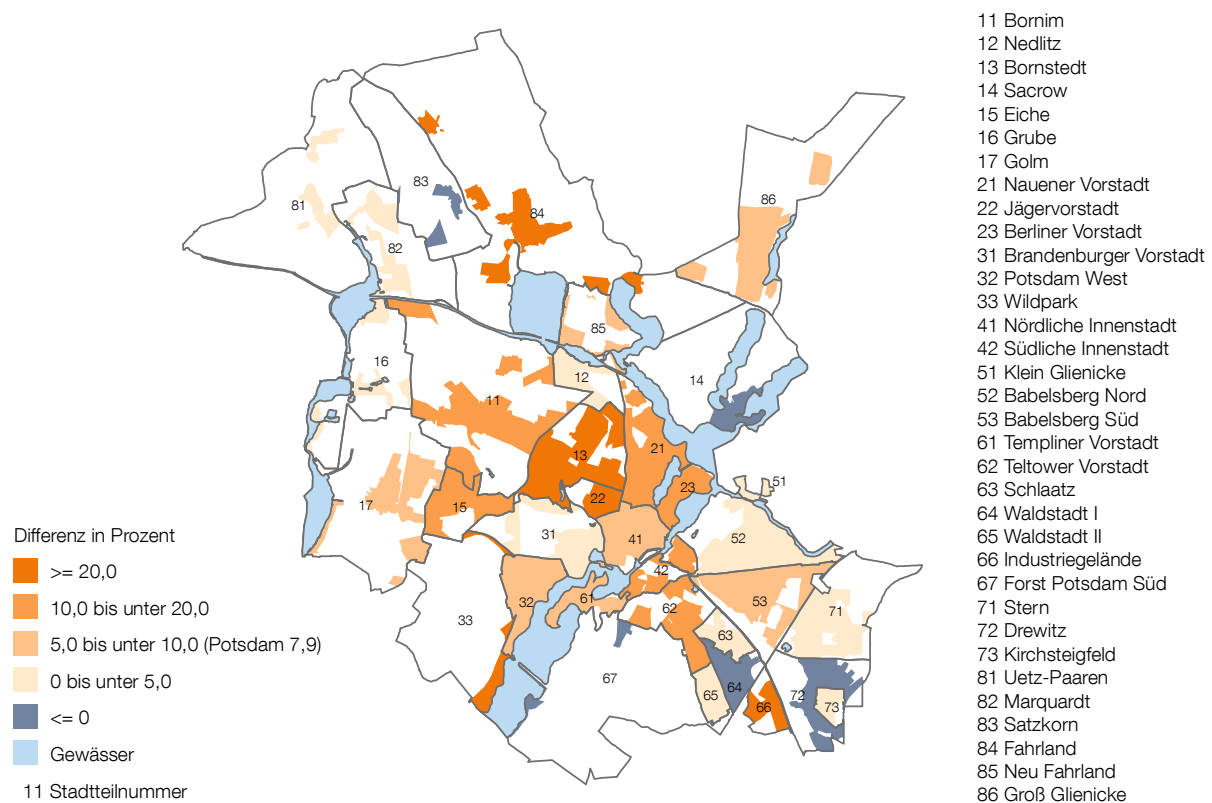 11 Bornim
12 Nedlitz
13 Bornstedt
14 Sacrow
15 Eiche
16 Grube
17 Golm
21 Nauener Vorstadt
22 Jägervorstadt
23 Berliner Vorstadt
31 Brandenburger Vorstadt
32 Potsdam West
33 Wildpark
41 Nördliche Innenstadt
42 Südliche Innenstadt
51 Klein Glienicke
52 Babelsberg Nord
53 Babelsberg Süd
61 Templiner Vorstadt
62 Teltower Vorstadt
63 Schlaatz
64 Waldstadt I
65 Waldstadt II
66 Industriegelände
67 Forst Potsdam Süd
71 Stern
72 Drewitz
73 Kirchsteigfeld
81 Uetz-Paaren
82 Marquardt
83 Satzkorn
84 Fahrland
85 Neu Fahrland
86 Groß Glienicke
83
81
84
86
82
85
16
12
14
11
13
21
22
23
17
15
51
31
41
52
42
32
61
62
53
71
33
63
67
64
65
66
72
73
Differenz in Prozent
>= 20,0
10,0 bis unter 20,0
5,0 bis unter 10,0 (Potsdam 7,9)
0 bis unter 5,0
<= 0
Gewässer
11 Stadtteilnummer